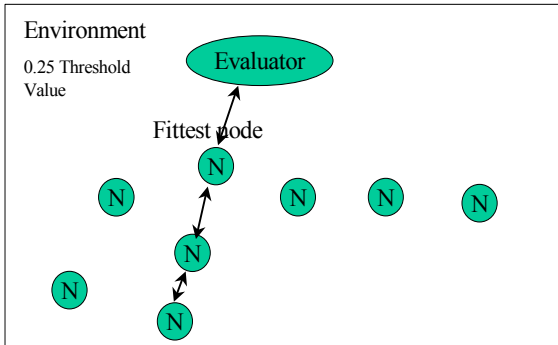 Environment
0.25 Threshold
Value
Evaluator
Fittest node
N
N
N
N
N
N
N
N